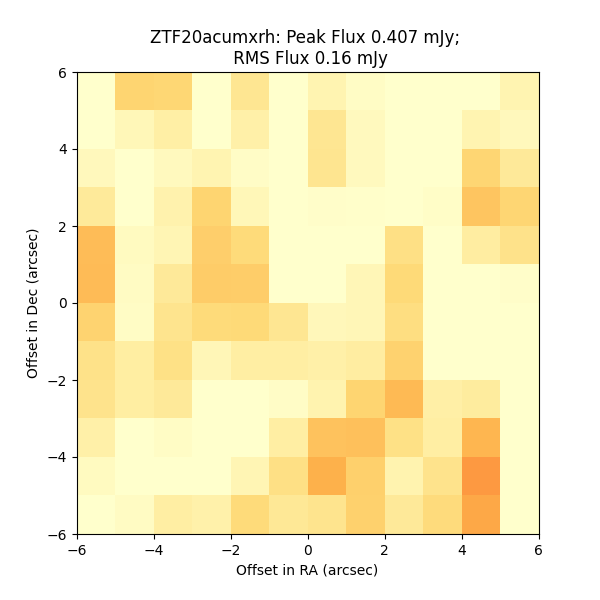 ZTF20acumxrh: Peak Flux 0.407 mJy;
RMS Flux 0.16 mJy
6
4
2
0
−2
−4
−6
Offset in Dec (arcsec)
−6 −4 −2 0 2 4 6
Offset in RA (arcsec)